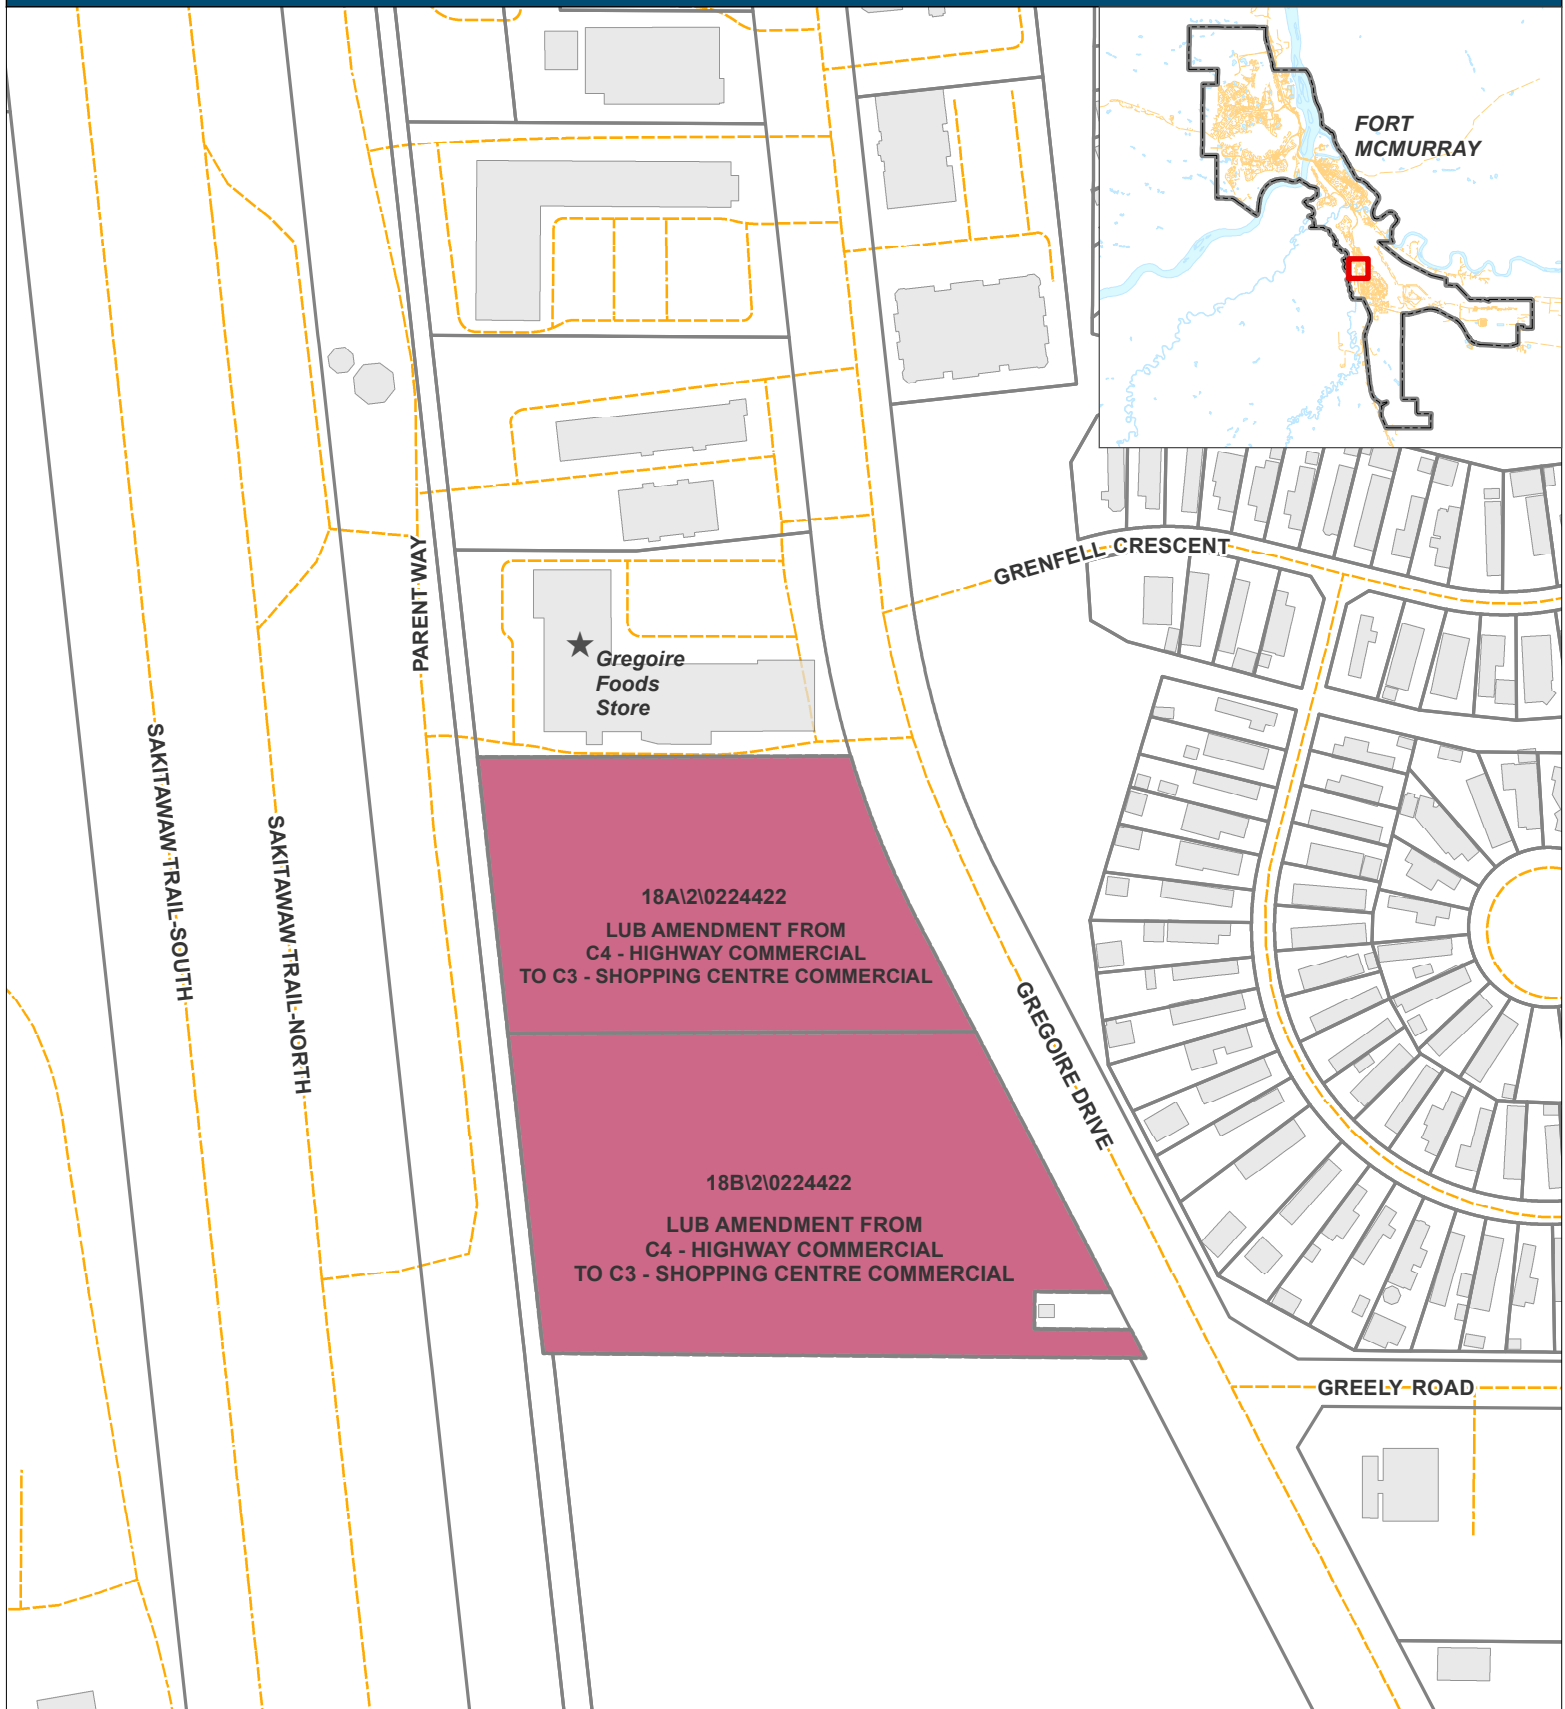 FORT
MCMURRAY
GRENFELL CRESCENT
PARENT WAY
Gregoire
Foods
Store
SAKITAWAW TRAIL SOUTH
SAKITAWAW TRAIL NORTH
18A\2\0224422
LUB AMENDMENT FROM
C4 - HIGHWAY COMMERCIAL
TO C3 - SHOPPING CENTRE COMMERCIAL
GREGOIRE DRIVE
18B\2\0224422
LUB AMENDMENT FROM
C4 - HIGHWAY COMMERCIAL
TO C3 - SHOPPING CENTRE COMMERCIAL
GREELY ROAD